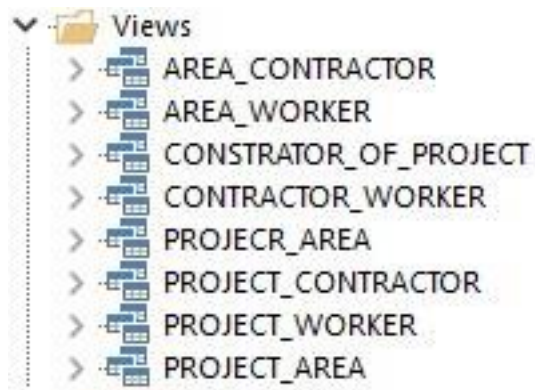 Views
AREA_CONTRACTOR
AREA_WORKER
CONSTRATOR_OF_PROJECT
CONTRACTOR_WORKER
PROJECR_AREA
PROJECT_CONTRACTOR
PROJECT_WORKER
PROJECT_AREA